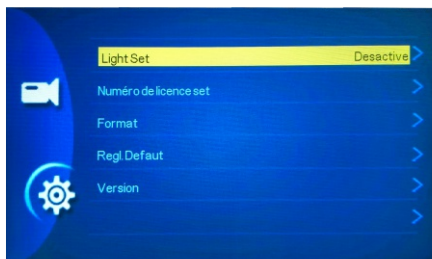 Light Set Desactive
Numéro de licence set
Format
Regl.Defaut
Version